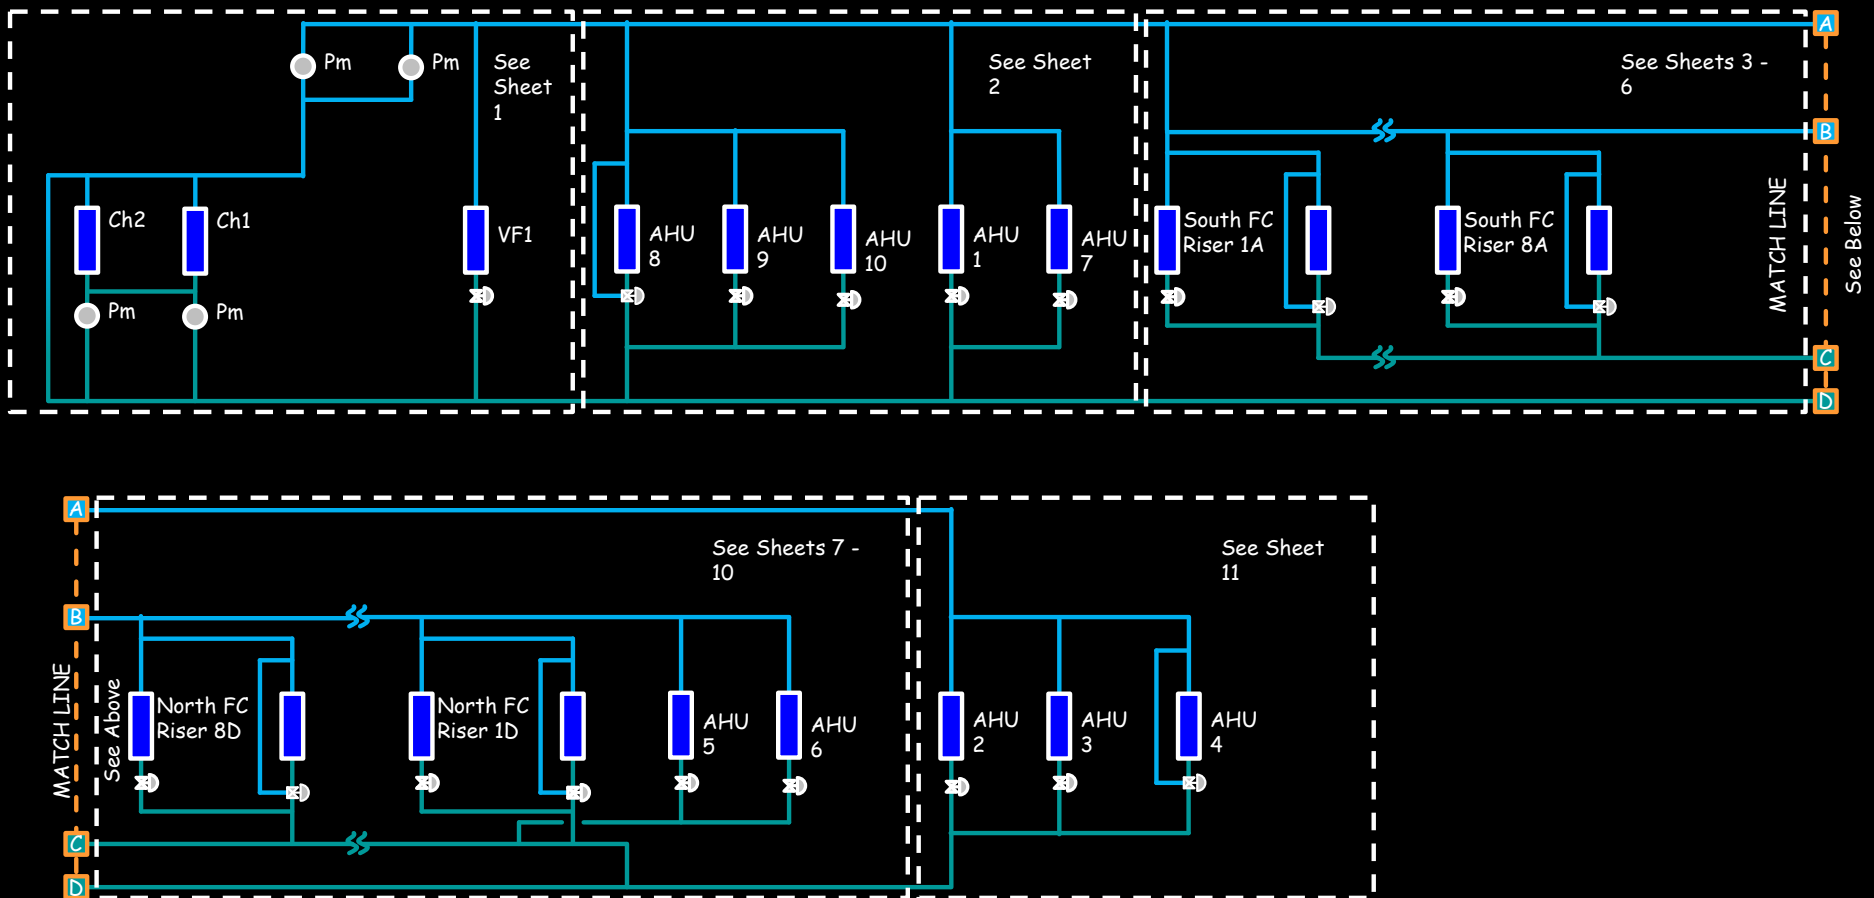 A
Pm
Pm
See
Sheet
1
See Sheet
2
See Sheets 3 -
6
B
Ch2
Ch1
VF1
AHU
8
AHU
9
AHU
10
AHU
1
AHU
7
South FC
Riser 1A
South FC
Riser 8A
MATCH LINE
See Below
Pm
Pm
C
D
A
See Sheets 7 -
10
See Sheet
11
B
MATCH LINE
See Above
North FC
Riser 8D
North FC
Riser 1D
AHU
5
AHU
6
AHU
2
AHU
3
AHU
4
C
D